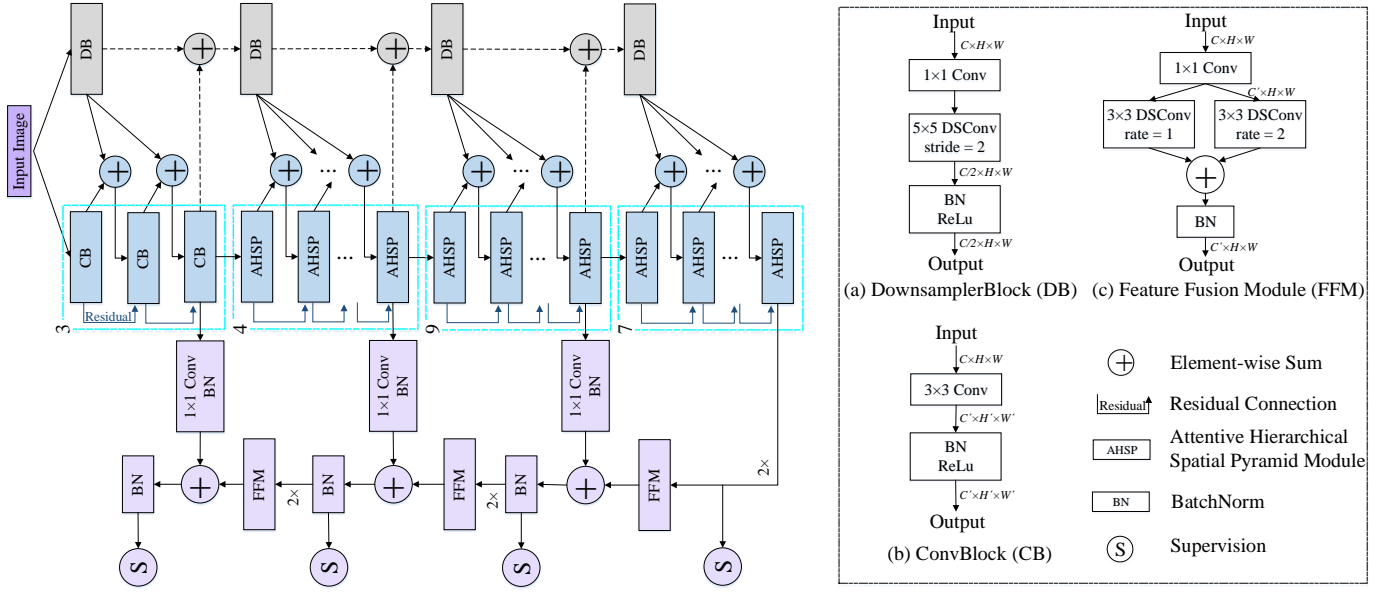 Input Image
DB
DB
DB
DB
+
+
+
+
+
+
+
...
+
+
...
+
+
...
+
CB
CB
CB
AHSP
AHSP
...
AHSP
AHSP
AHSP
...
AHSP
AHSP
AHSP
...
AHSP
Residual
3
4
9
7
1×1 Conv
BN
1×1 Conv
BN
1×1 Conv
BN
2×
BN
+
FFM
2×
BN
+
FFM
2×
BN
+
FFM
S
S
S
S
Input
C×H×W
1×1 Conv
5×5 DSConv
stride = 2
C/2×H×W
BN
ReLu
C/2×H×W
Output
(a) DownsamplerBlock (DB)
Input
C×H×W
1×1 Conv
C′×H×W
3×3 DSConv
rate = 1
3×3 DSConv
rate = 2
+
BN
C′×H×W
Output
(c) Feature Fusion Module (FFM)
Input
C×H×W
3×3 Conv
C′×H′×W′
BN
ReLu
C′×H′×W′
Output
(b) ConvBlock (CB)
+ Element-wise Sum
Residual Residual Connection
AHSP Attentive Hierarchical
Spatial Pyramid Module
BN BatchNorm
S Supervision